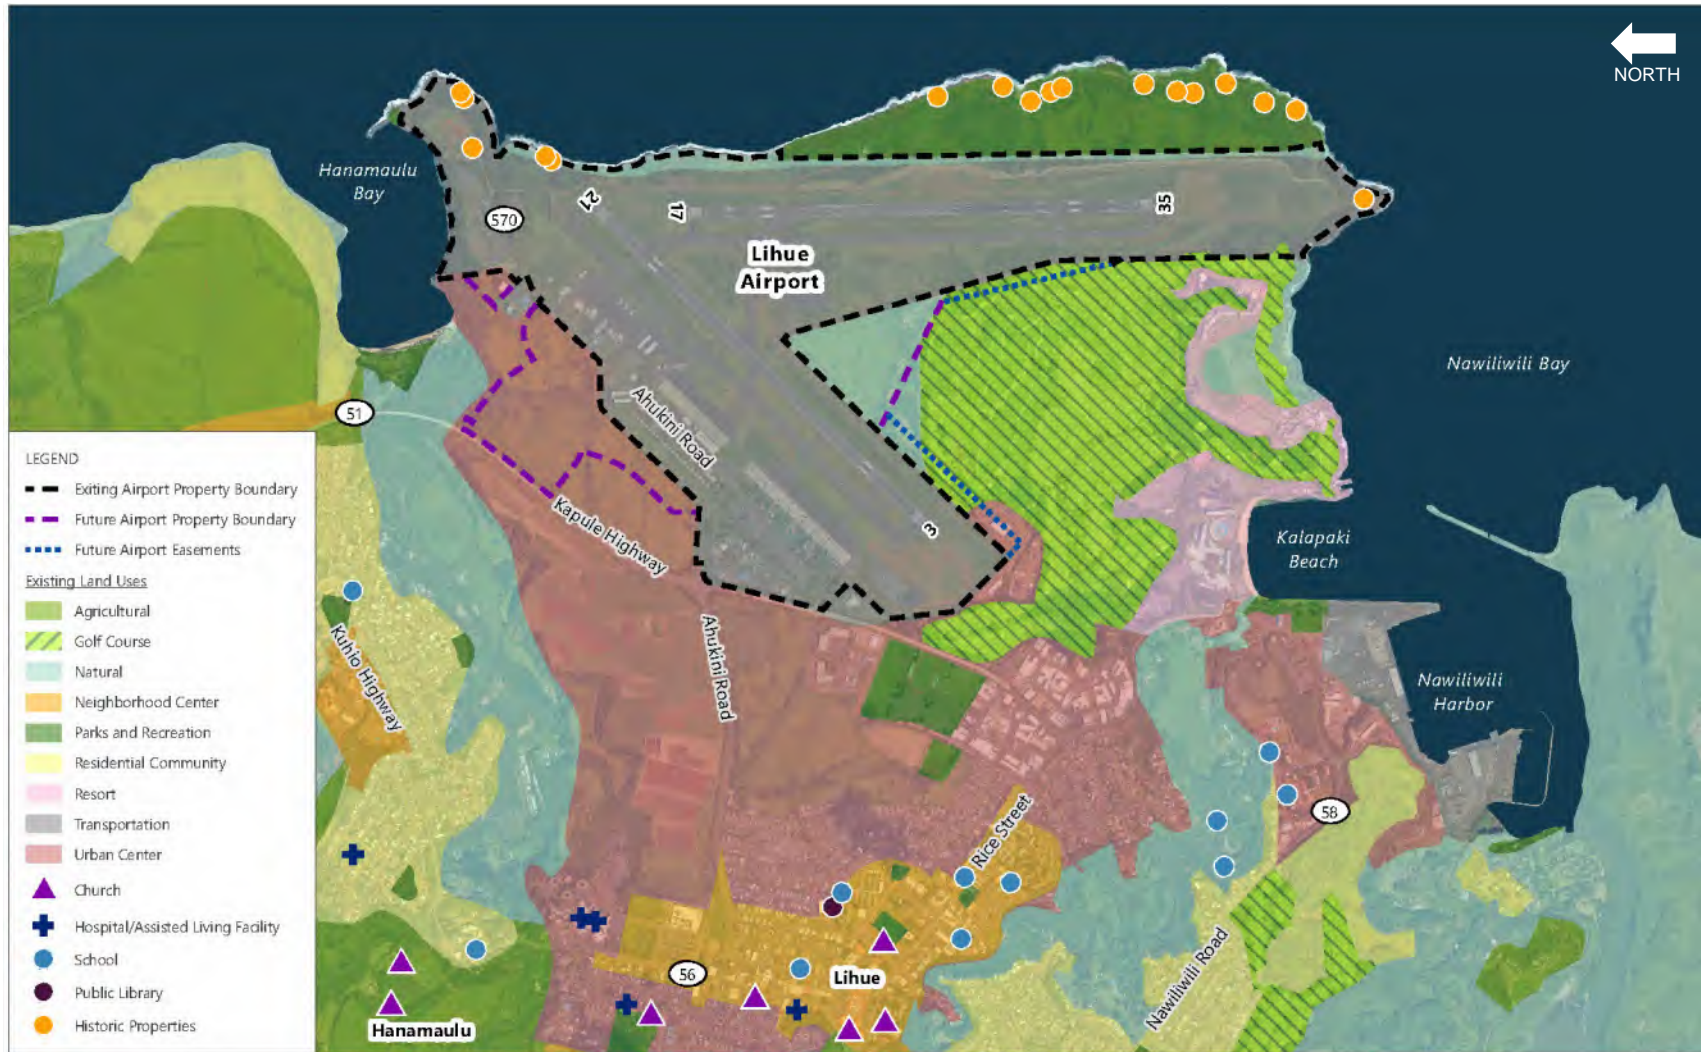 NORTH
Hanamaulu
Bay
570
21
17
35
Lihue
Airport
Nawiliwili Bay
51
Ahukini Road
LEGEND
Exiting Airport Property Boundary
Future Airport Property Boundary
Future Airport Easements
Existing Land Uses
Agricultural
Golf Course
Natural
Neighborhood Center
Parks and Recreation
Residential Community
Resort
Transportation
Urban Center
Church
Hospital/Assisted Living Facility
School
Public Library
Historic Properties
Kapule Highway
3
Kalapaki
Beach
Kuhio Highway
Ahukini Road
Nawiliwili
Harbor
Rice Street
58
56
Lihue
Nawiliwili Road
Hanamaulu